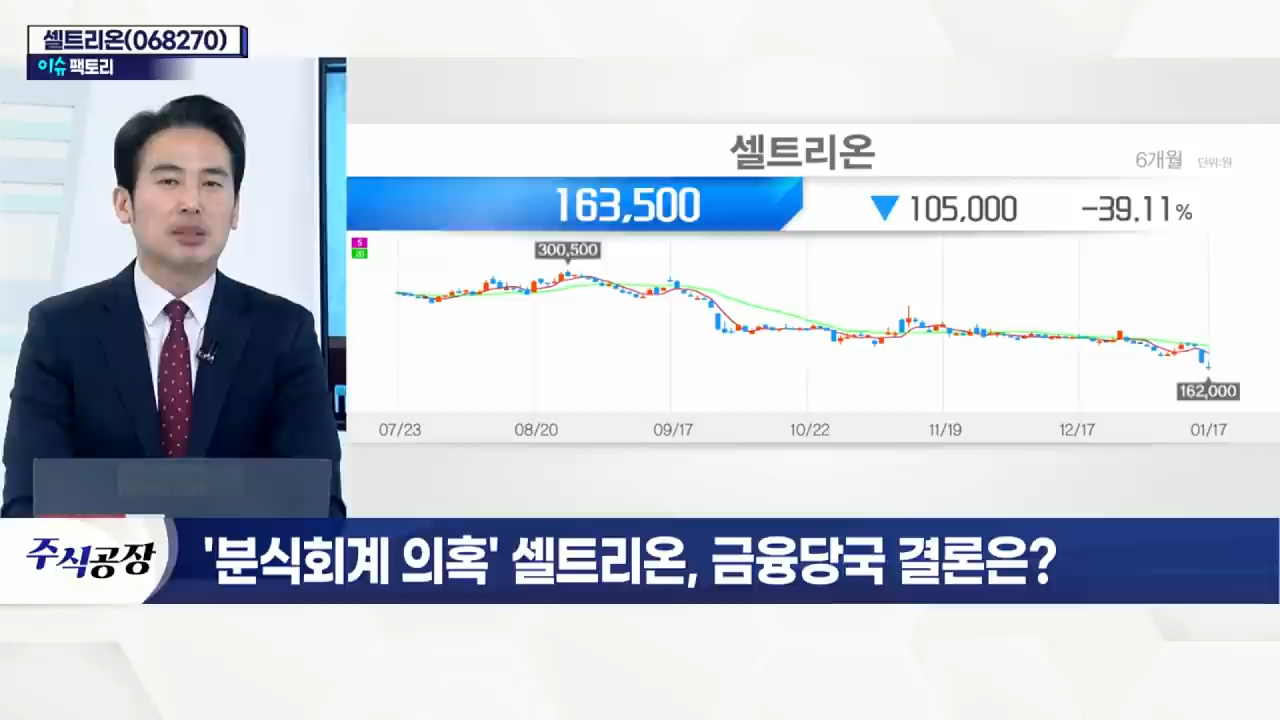 셀트리온(068270)
이슈 팩토리
셀트리온
6개월 단위:원
163,500 ▼ 105,000 -39.11%
5
20
300,500
162,000
07/23 08/20 09/17 10/22 11/19 12/17 01/17
주식공장
'분식회계 의혹' 셀트리온, 금융당국 결론은?